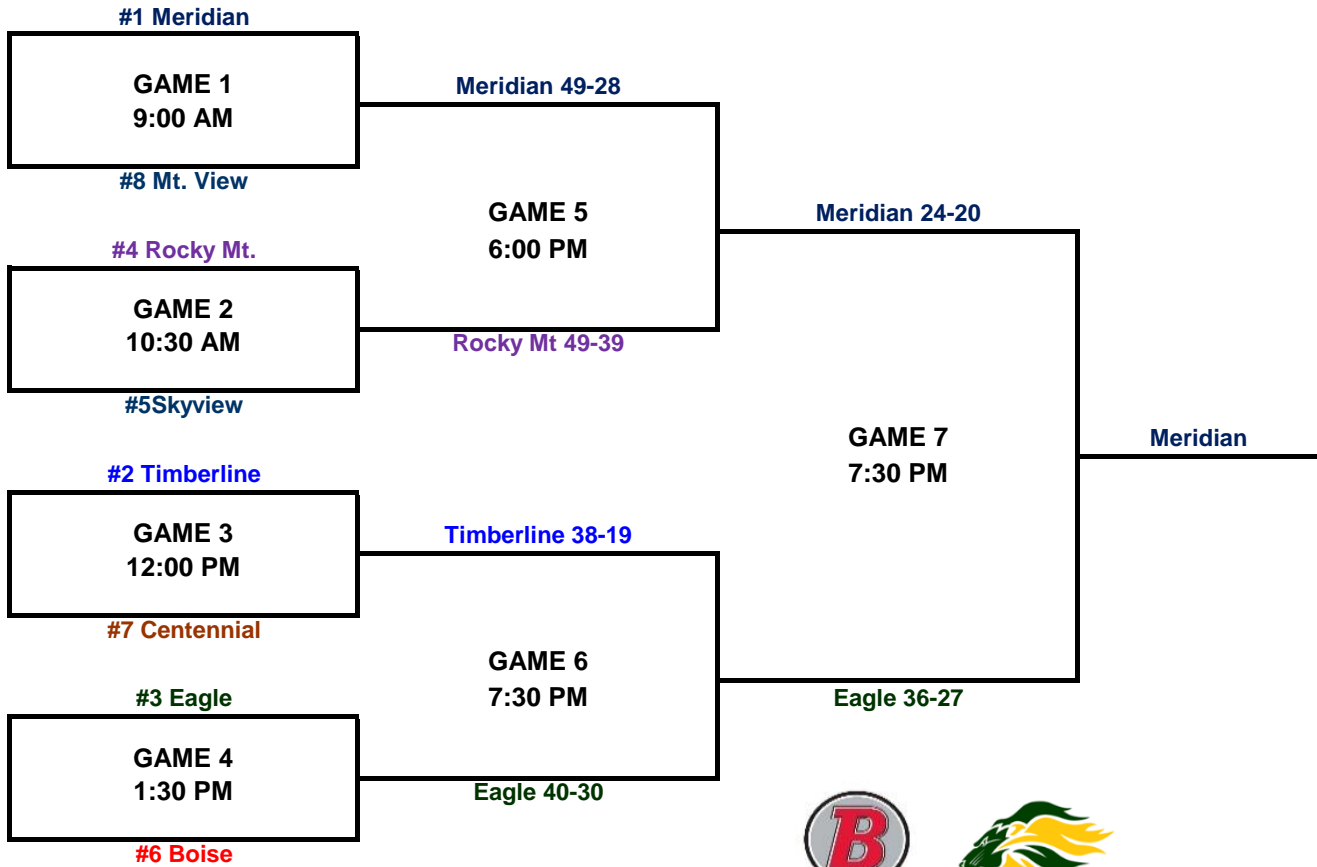 #1 Meridian
GAME 1
9:00 AM
#8 Mt. View
Meridian 49-28
GAME 5
6:00 PM
Meridian 24-20
#4 Rocky Mt.
GAME 2
10:30 AM
#5Skyview
Rocky Mt 49-39
GAME 7
7:30 PM
Meridian
#2 Timberline
GAME 3
12:00 PM
#7 Centennial
Timberline 38-19
GAME 6
7:30 PM
Eagle 36-27
#3 Eagle
GAME 4
1:30 PM
#6 Boise
Eagle 40-30
B